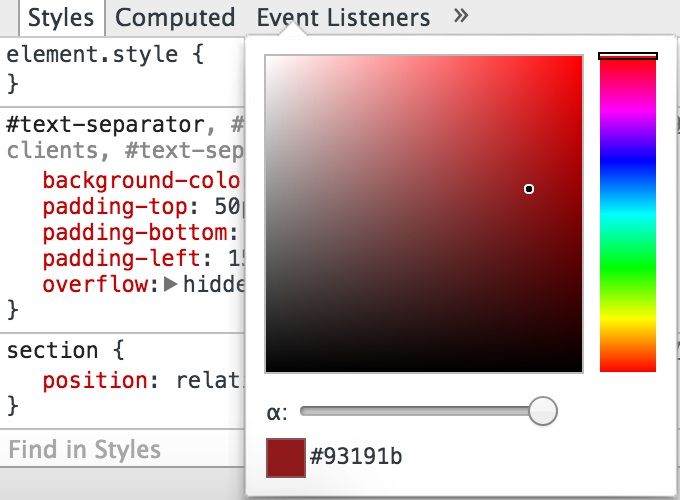 Styles Computed Event Listeners »
element.style {
}
#text-separator, #
clients, #text-sep
background-colo
padding-top: 50
padding-bottom:
padding-left: 1
overflow:▶hidde
}
section {
position: relat
}
Find in Styles
α:
#93191b